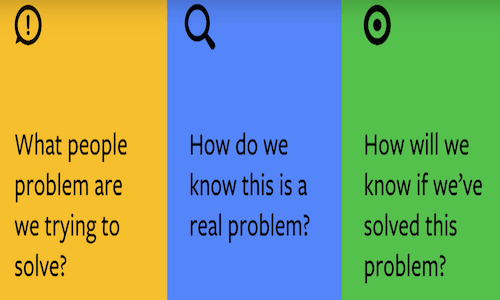 What people
problem are
we trying to
solve?
How do we
know this is a
real problem?
How will we
know if we’ve
solved this
problem?